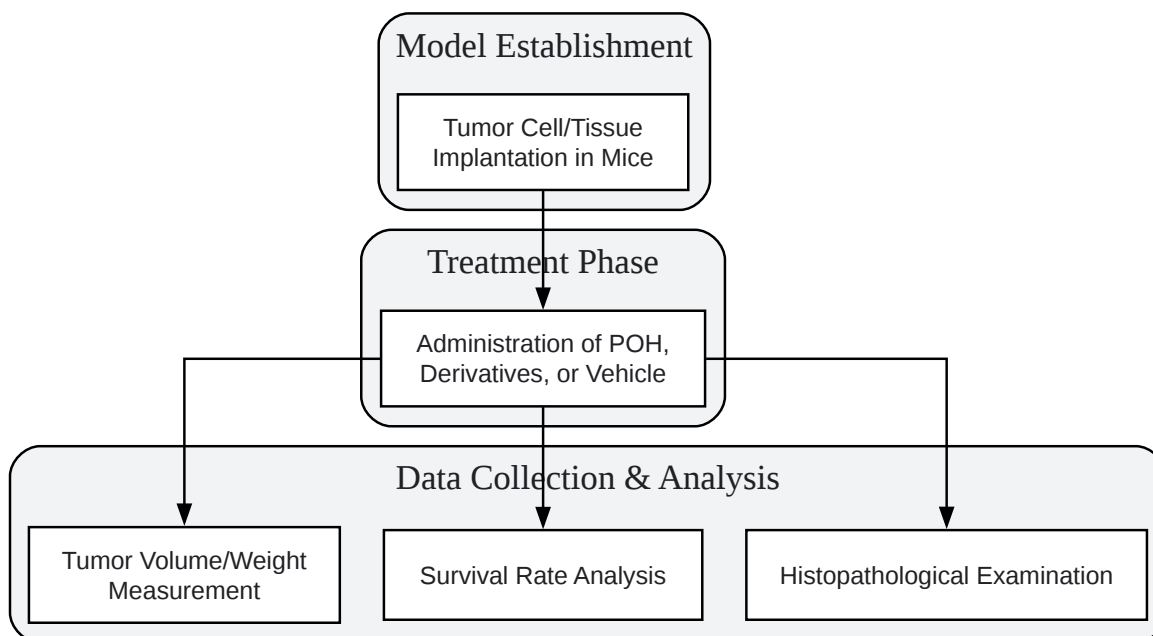 Model Establishment
Tumor Cell/Tissue
Implantation in Mice
Treatment Phase
Administration of POH,
Derivatives, or Vehicle
Data Collection & Analysis
Tumor Volume/Weight
Measurement
Survival Rate Analysis
Histopathological Examination